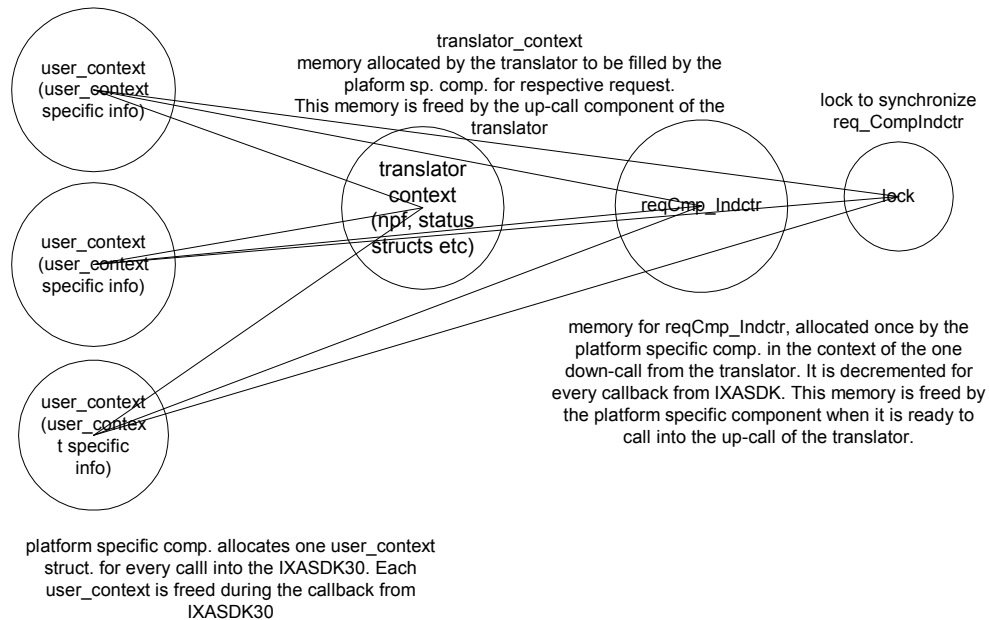 user_context
(user_context
specific info)
translator_context
memory allocated by the translator to be filled by the
plaform sp. comp. for respective request.
This memory is freed by the up-call component of the
translator
lock to synchronize
req_CompIndctr
translator
context
(npf, status
structs etc)
reqCmp_Indctr
lock
user_context
(user_context
specific info)
user_context
(user_contex
t specific
info)
memory for reqCmp_Indctr, allocated once by the
platform specific comp. in the context of the one
down-call from the translator. It is decremented for
every callback from IXASDK. This memory is freed by
the platform specific component when it is ready to
call into the up-call of the translator.
platform specific comp. allocates one user_context
struct. for every calll into the IXASDK30. Each
user_context is freed during the callback from
IXASDK30